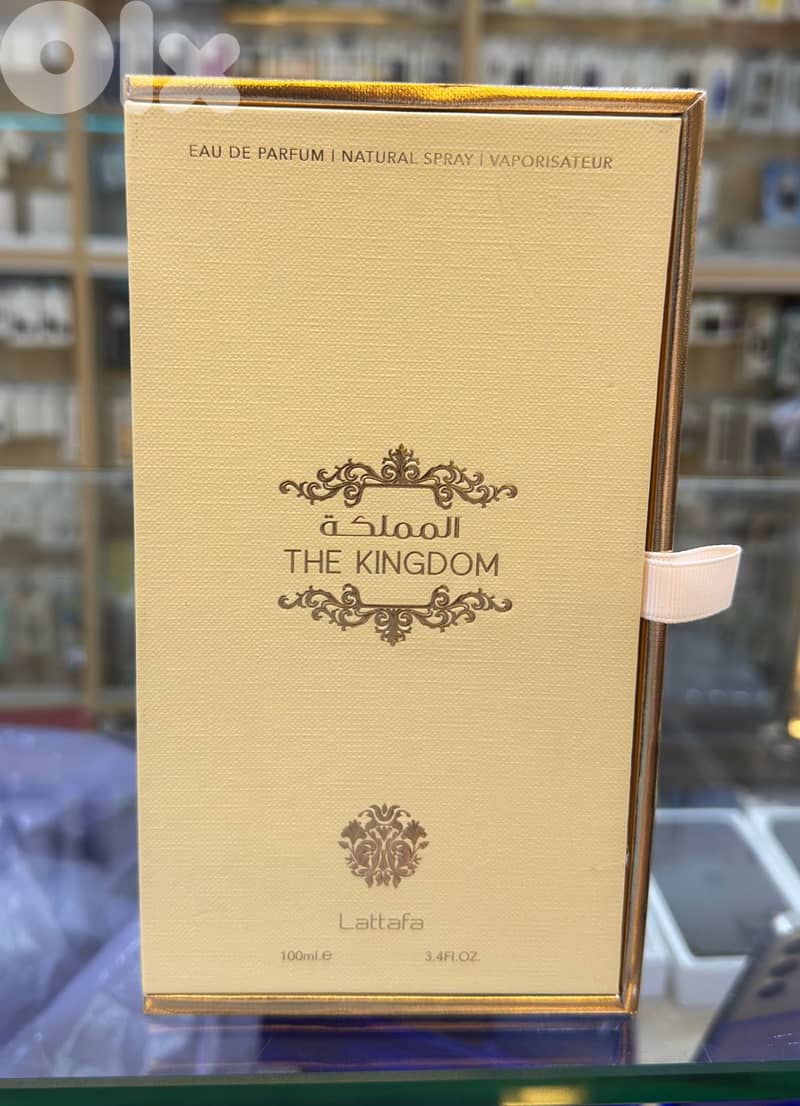 olx
EAU DE PARFUM | NATURAL SPRAY | VAPORISATEUR
المملكة
THE KINGDOM
Lattafa
100ml.e 3.4Fl.OZ.